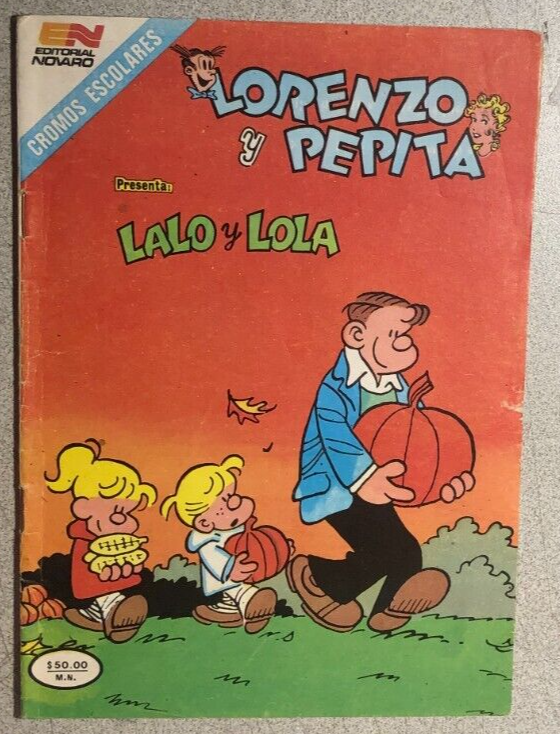 EN
EDITORIAL
NOVARO
CROMOS ESCOLARES
LORENZO
y PEPITA
Presenta:
LALO y LOLA
$50.00
M.N.